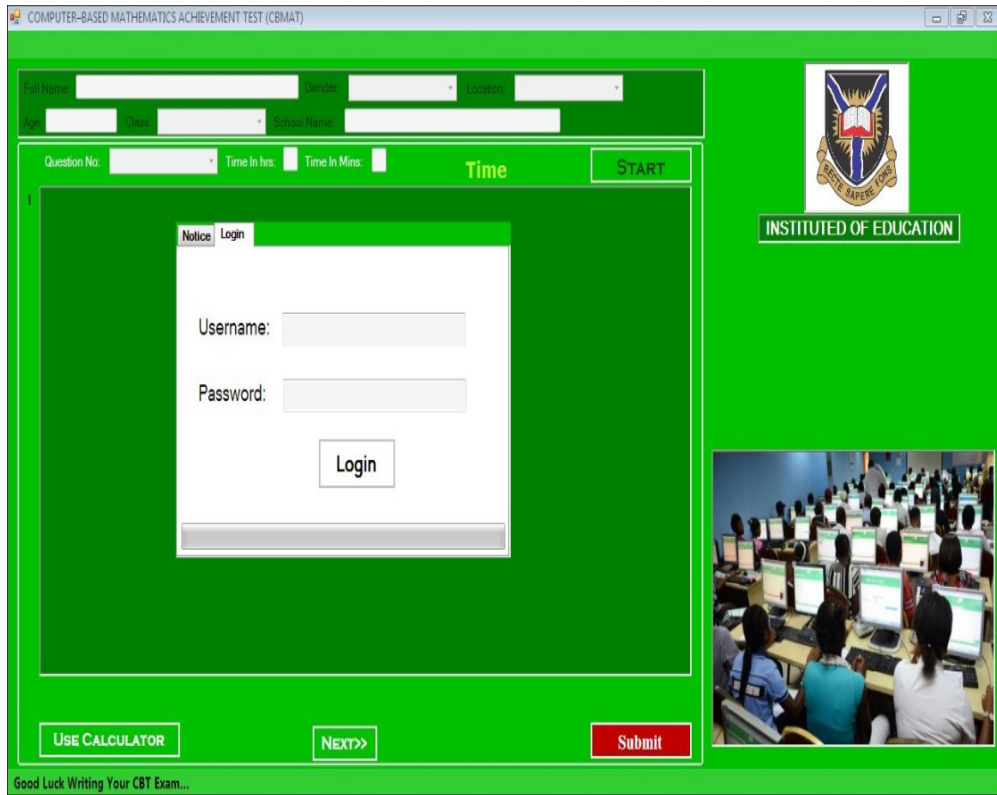 COMPUTER-BASED MATHEMATICS ACHIEVEMENT TEST (CBMAT)
Full Name: Gender: Location:
Age: Class: School Name:
Question No: Time In hrs: Time In Mins: Time START
1
Notice Login
Username:
Password:
Login
RECTE SAPERE FONS
INSTITUTED OF EDUCATION
USE CALCULATOR NEXT>> Submit
Good Luck Writing Your CBT Exam...